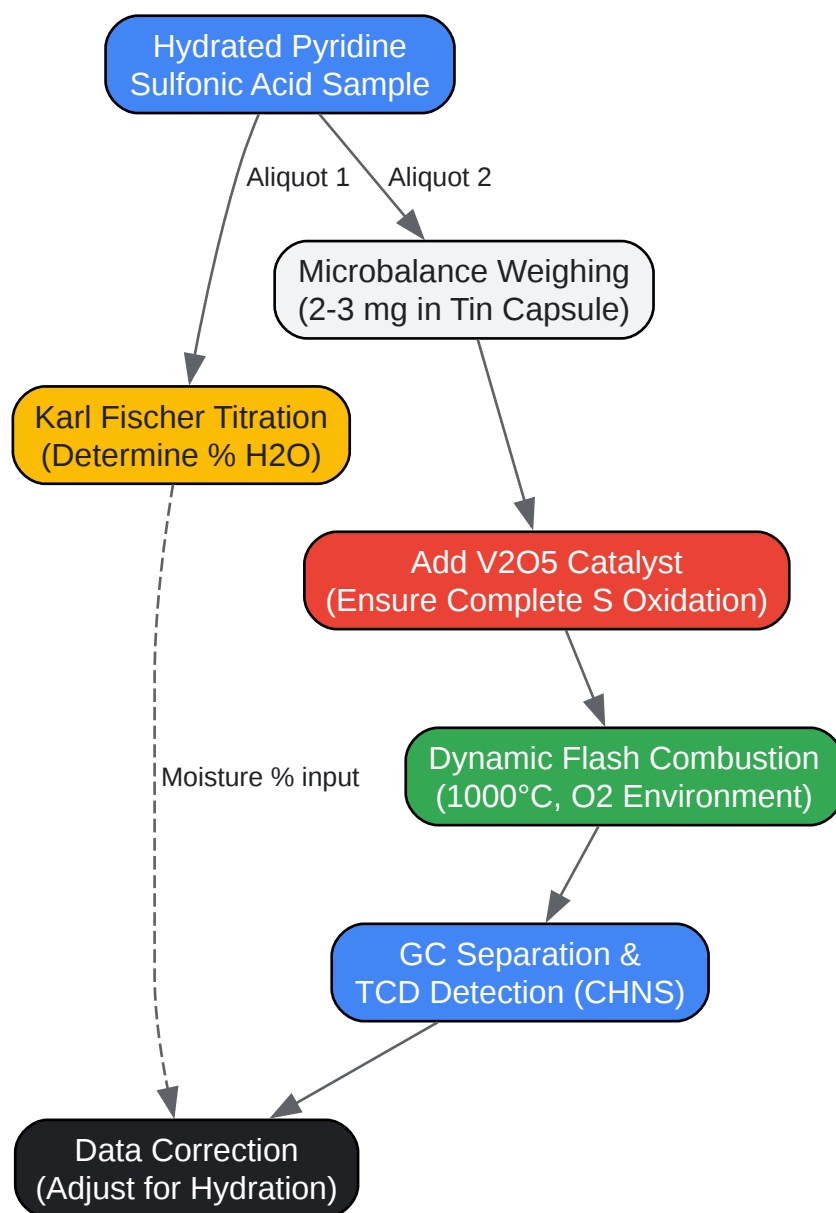 Hydrated Pyridine
Sulfonic Acid Sample
Aliquot 1
Aliquot 2
Microbalance Weighing
(2-3 mg in Tin Capsule)
Karl Fischer Titration
(Determine % H2O)
Add V2O5 Catalyst
(Ensure Complete S Oxidation)
Moisture % input
Dynamic Flash Combustion
(1000°C, O2 Environment)
GC Separation &
TCD Detection (CHNS)
Data Correction
(Adjust for Hydration)